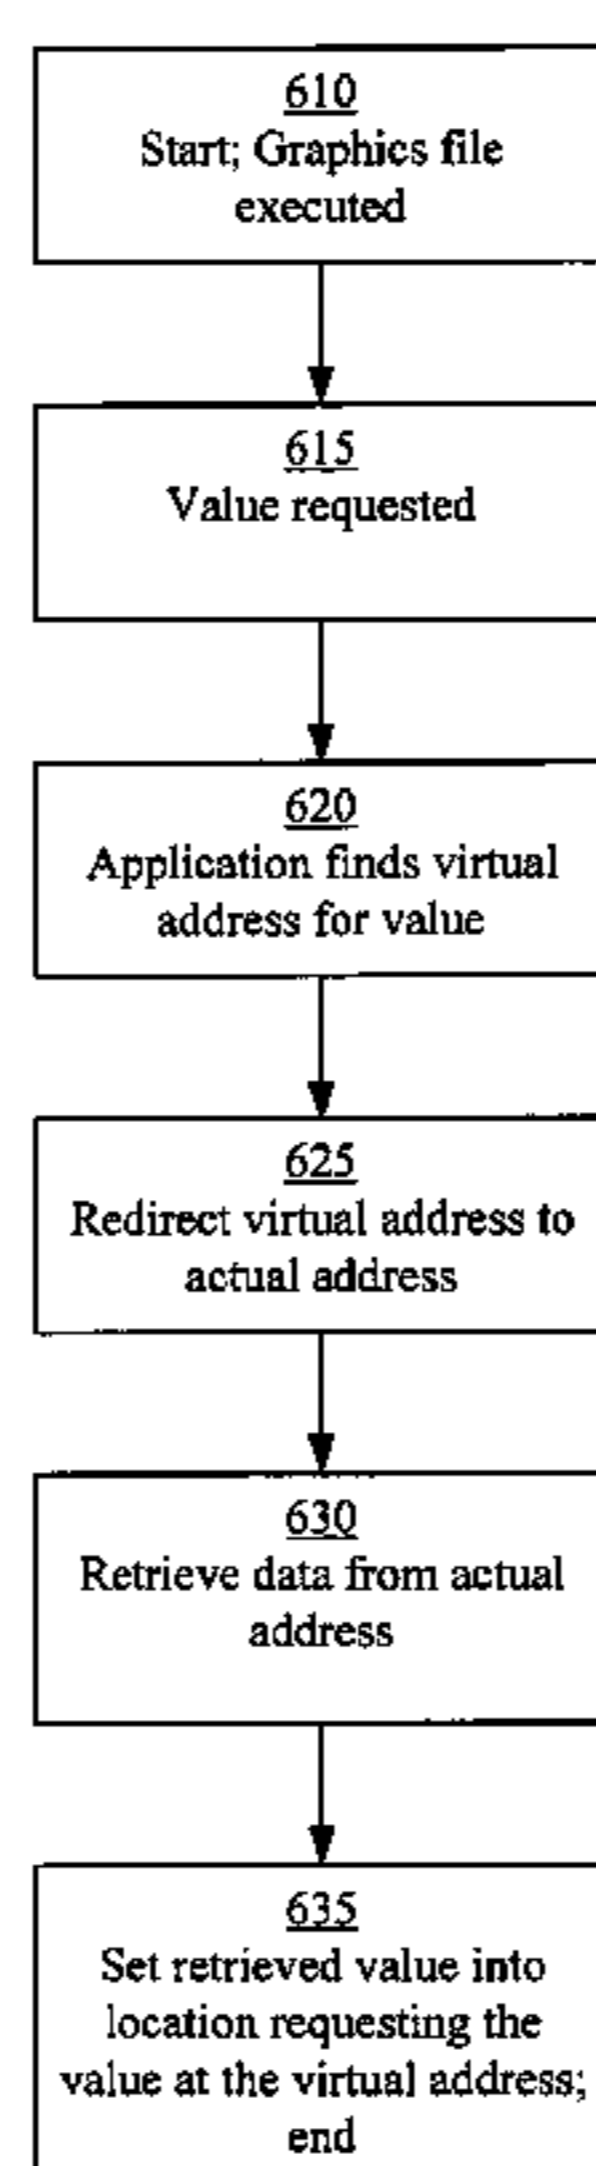 610
Start; Graphics file
executed
615
Value requested
620
Application finds virtual
address for value
625
Redirect virtual address to
actual address
630
Retrieve data from actual
address
635
Set retrieved value into
location requesting the
value at the virtual address;
end